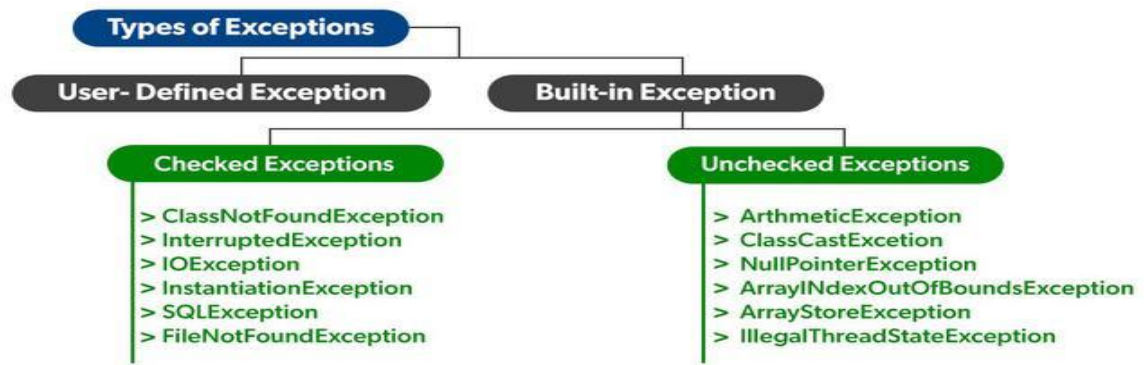 Types of Exceptions
User- Defined Exception
Built-in Exception
Checked Exceptions
> ClassNotFoundException
> InterruptedException
> IOException
> InstantiationException
> SQLException
> FileNotFoundException
Unchecked Exceptions
> ArthmeticException
> ClassCastExcetion
> NullPointerException
> ArrayINdexOutOfBoundsException
> ArrayStoreException
> IllegalThreadStateException